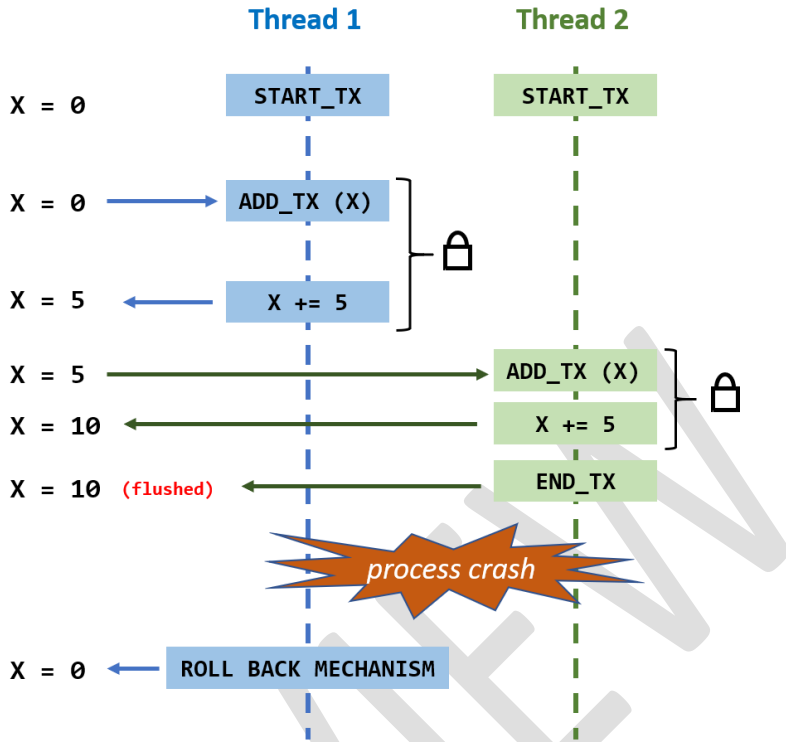 Thread 1 Thread 2
X = 0 START_TX START_TX
X = 0 ADD_TX (X)
X = 5 X += 5
X = 5 ADD_TX (X)
X = 10 X += 5
X = 10 (flushed) END_TX
process crash
X = 0 ROLL BACK MECHANISM